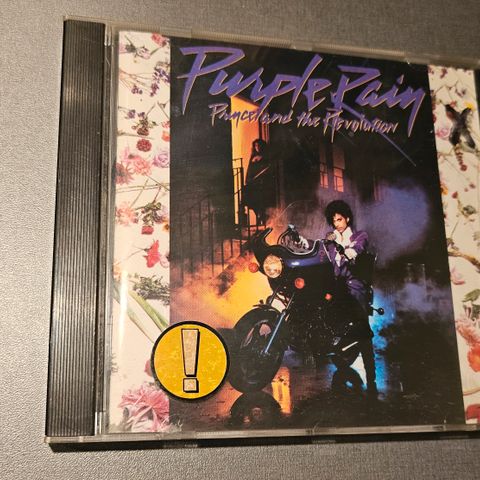 Purple Rain
Prince and the Revolution
!
X